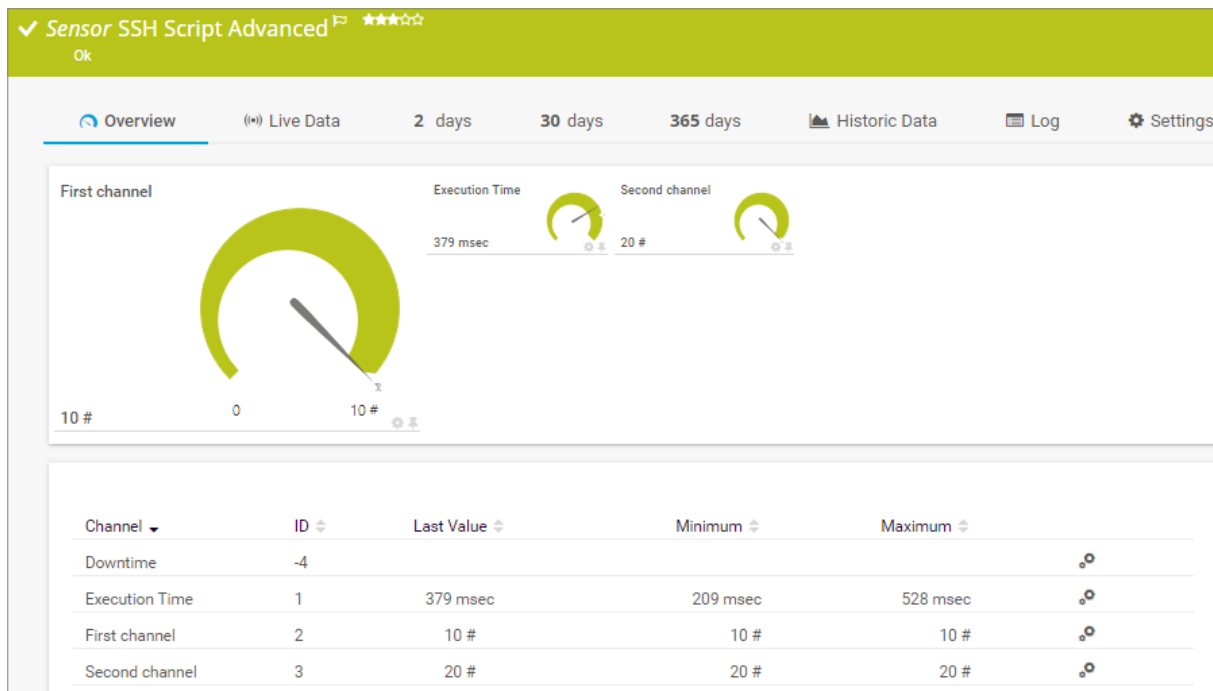 Sensor SSH Script Advanced
Ok
Overview Live Data 2 days 30 days 365 days Historic Data Log Settings
First channel
10 #
0 10 #
Execution Time
379 msec
Second channel
20 #
Channel ID Last Value Minimum Maximum
Downtime -4
Execution Time 1 379 msec 209 msec 528 msec
First channel 2 10 # 10 # 10 #
Second channel 3 20 # 20 # 20 #